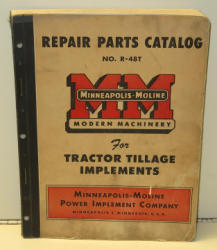 REPAIR PARTS CATALOG
NO. R-48T
MM
MINNEAPOLIS-MOLINE
MODERN MACHINERY
For
TRACTOR TILLAGE
IMPLEMENTS
MINNEAPOLIS-MOLINE
POWER IMPLEMENT COMPANY
MINNEAPOLIS 1, MINNESOTA, U.S.A.